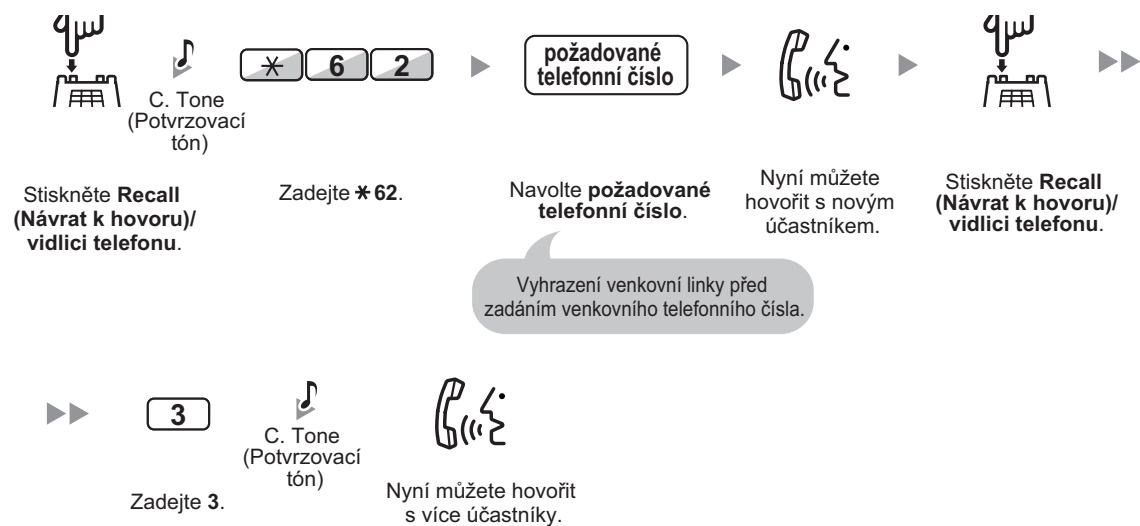 C. Tone
(Potvrzovací
tón)
✳ 6 2
požadované
telefonní číslo
Stiskněte Recall
(Návrat k hovoru)/
vidlici telefonu.
Zadejte ✳ 62.
Navolte požadované
telefonní číslo.
Nyní můžete
hovořit s novým
účastníkem.
Stiskněte Recall
(Návrat k hovoru)/
vidlici telefonu.
Vyhrazení venkovní linky před
zadáním venkovního telefonního čísla.
3
C. Tone
(Potvrzovací
tón)
Zadejte 3.
Nyní můžete hovořit
s více účastníky.